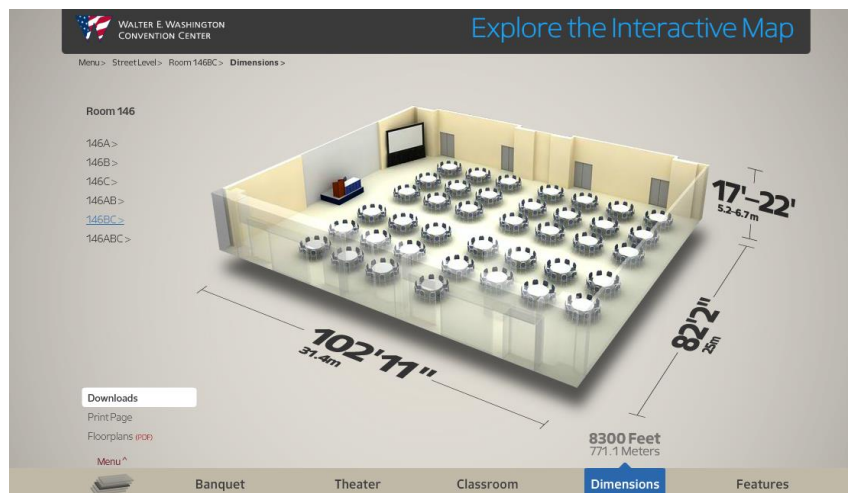 WALTER E. WASHINGTON
CONVENTION CENTER
Explore the Interactive Map
Menu > Street Level > Room 146BC > Dimensions >
Room 146
146A >
146B >
146C >
146AB >
146BC >
146ABC >
17'–22'
5.2-6.7m
82'2"
25m
102'11"
31.4m
Downloads
Print Page
Floorplans (PDF)
8300 Feet
771.1 Meters
Menu ^
Banquet Theater Classroom Dimensions Features